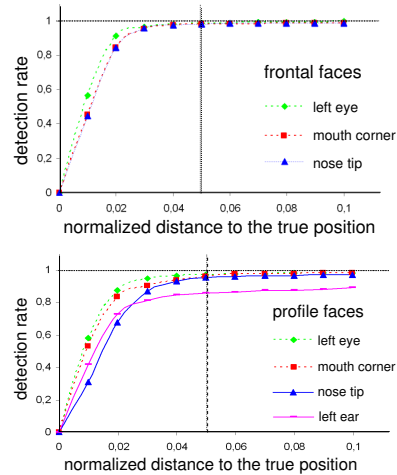 1
0,8
0,6
0,4
0,2
0
0
0,02
0,04
0,06
0,08
0,1
detection rate
normalized distance to the true position
frontal faces
left eye
mouth corner
nose tip
1
0,8
0,6
0,4
0,2
0
0
0,02
0,04
0,06
0,08
0,1
detection rate
normalized distance to the true position
profile faces
left eye
mouth corner
nose tip
left ear